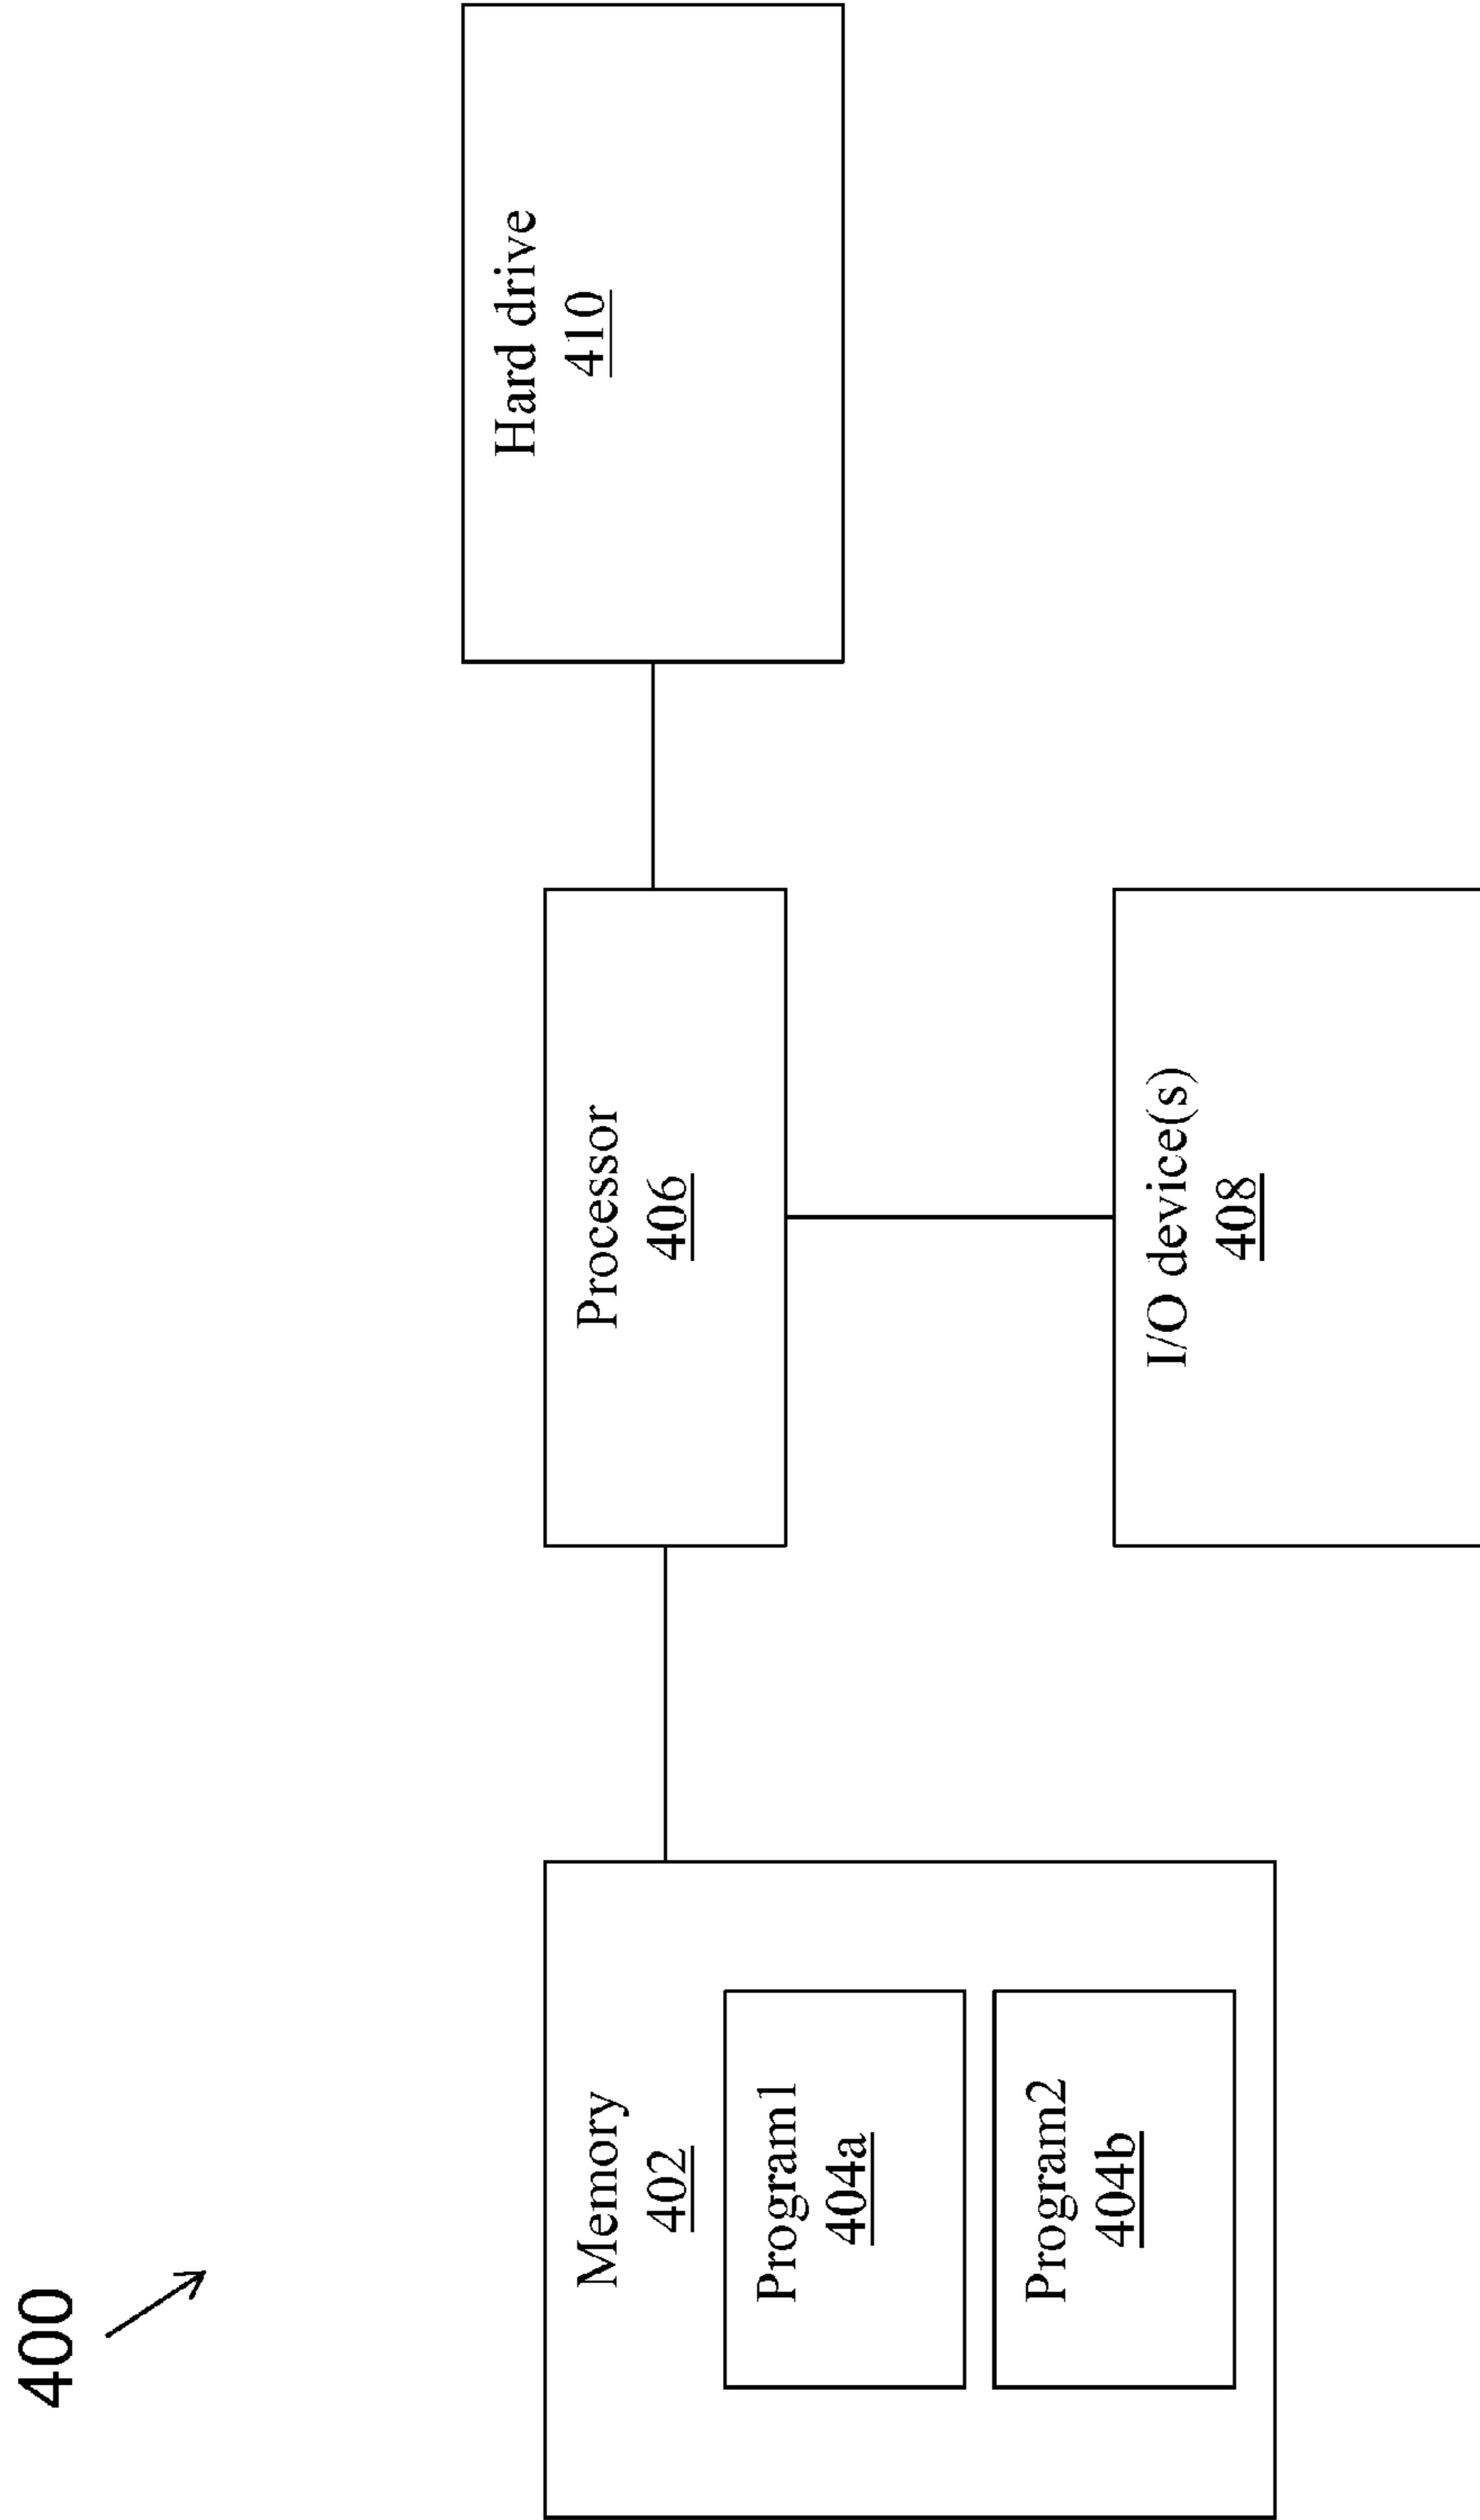 400
Memory
402
Program1
404a
Program2
404b
Processor
406
I/O device(s)
408
Hard drive
410